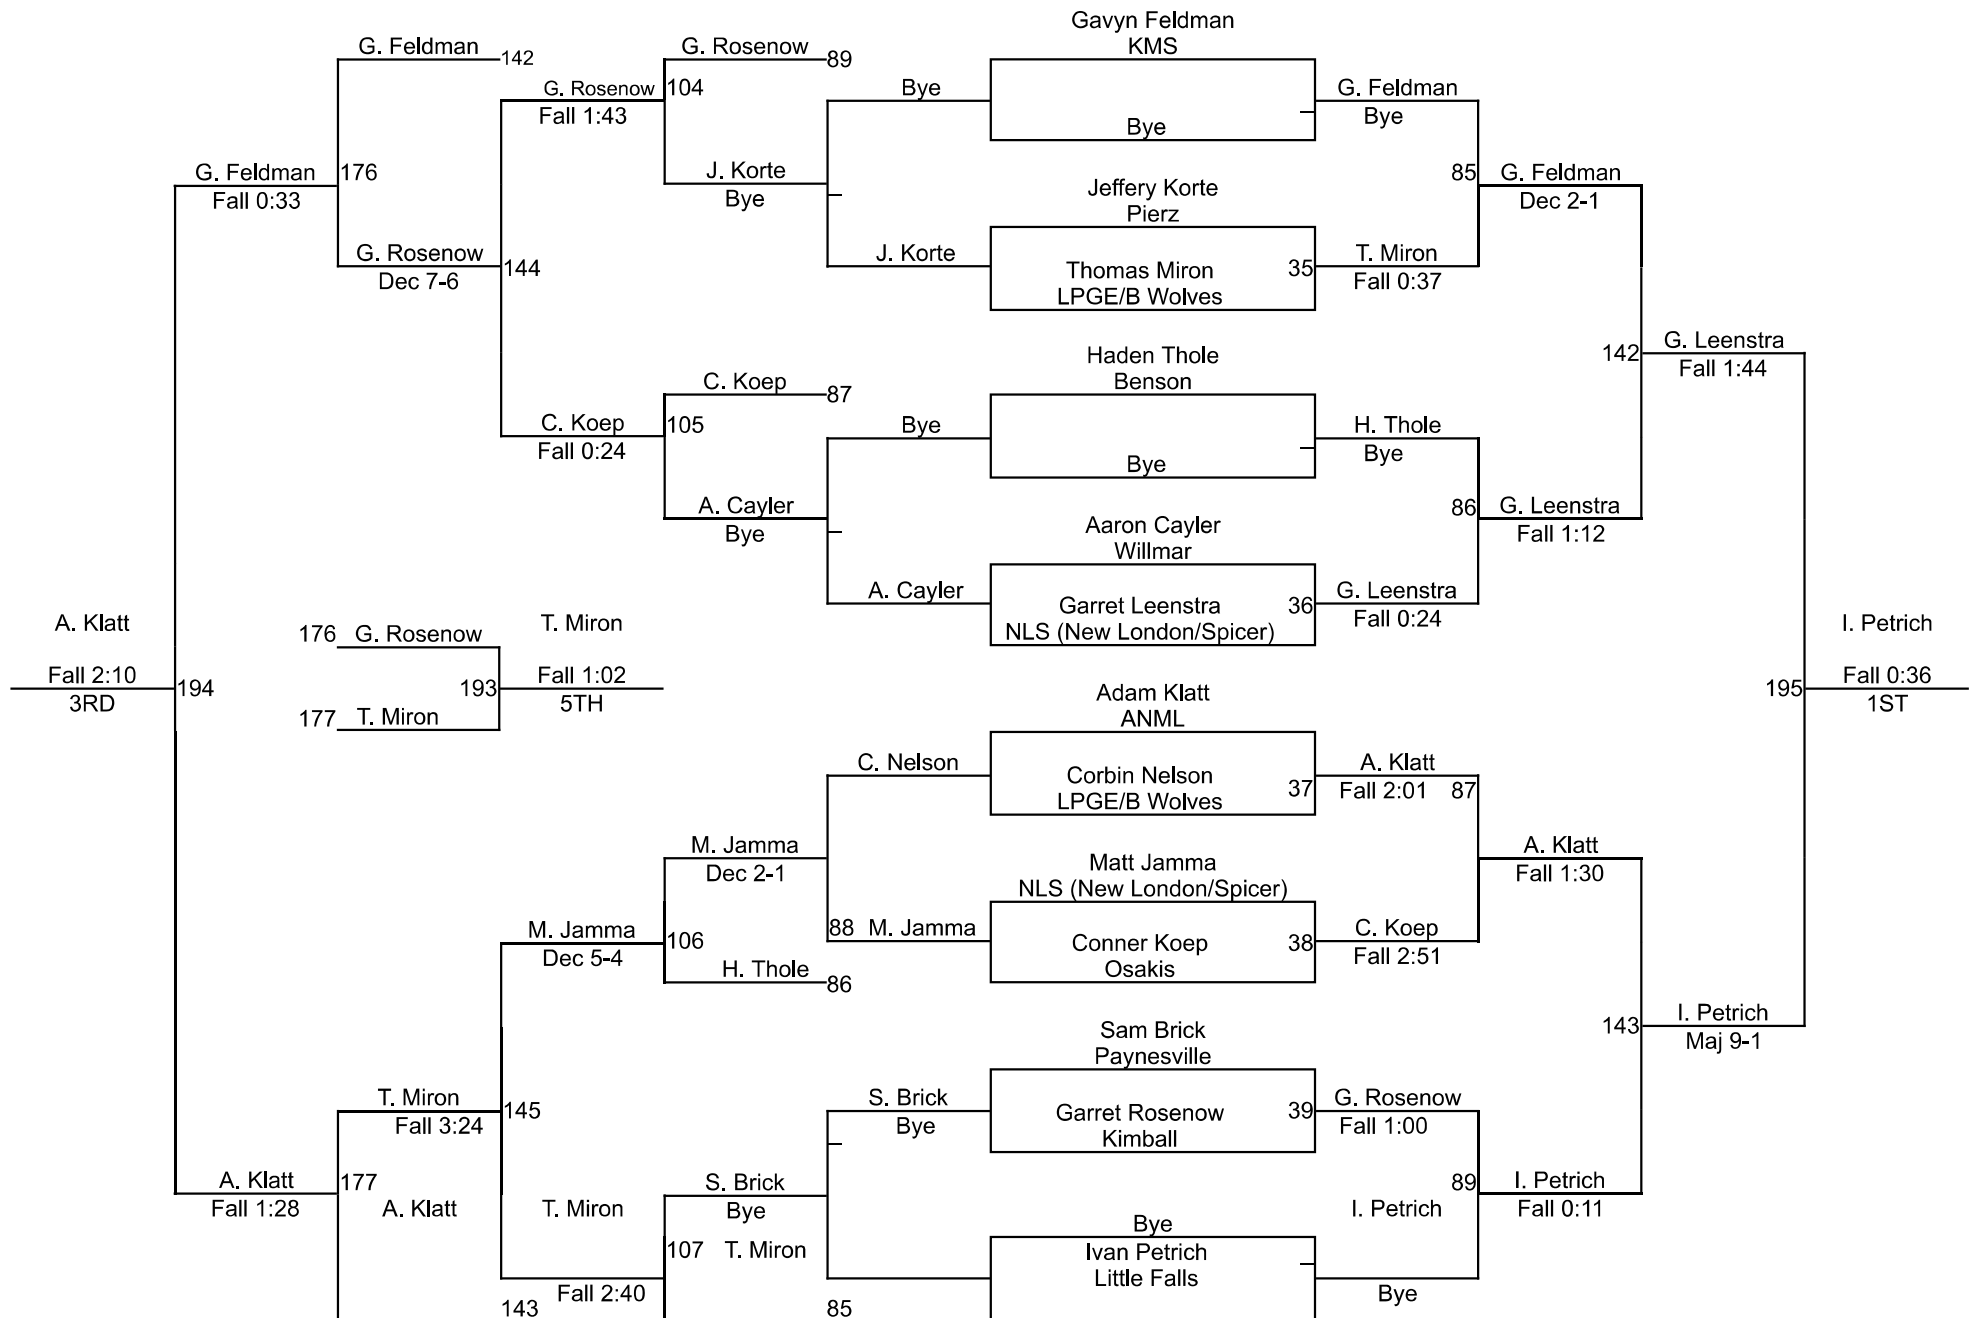 Gavyn Feldman
G. Feldman
142
G. Rosenow
89
KMS
G. Rosenow
104
Fall 1:43
Bye
G. Feldman
Bye
Bye
G. Feldman
176
Fall 0:33
J. Korte
Bye
Jeffery Korte
Pierz
85
G. Feldman
Dec 2-1
G. Rosenow
144
Dec 7-6
J. Korte
Thomas Miron
35
LPGE/B Wolves
T. Miron
Fall 0:37
Haden Thole
Benson
142
G. Leenstra
Fall 1:44
C. Koep
87
C. Koep
105
Fall 0:24
Bye
Bye
H. Thole
Bye
A. Cayler
Bye
Aaron Cayler
Willmar
86
G. Leenstra
Fall 1:12
A. Cayler
Garret Leenstra
36
NLS (New London/Spicer)
G. Leenstra
Fall 0:24
A. Klatt
176
G. Rosenow
T. Miron
I. Petrich
Fall 2:10
194
3RD
193
Fall 1:02
5TH
195
Fall 0:36
1ST
177
T. Miron
Adam Klatt
ANML
C. Nelson
Corbin Nelson
37
LPGE/B Wolves
A. Klatt
Fall 2:01
87
M. Jamma
Dec 2-1
Matt Jamma
NLS (New London/Spicer)
A. Klatt
Fall 1:30
M. Jamma
106
Dec 5-4
88
M. Jamma
Conner Koep
38
Osakis
C. Koep
Fall 2:51
H. Thole
86
Sam Brick
Paynesville
143
I. Petrich
Maj 9-1
T. Miron
145
Fall 3:24
S. Brick
Bye
Garret Rosenow
39
Kimball
G. Rosenow
Fall 1:00
A. Klatt
177
Fall 1:28
A. Klatt
T. Miron
S. Brick
Bye
89
I. Petrich
I. Petrich
Fall 0:11
Bye
107
T. Miron
Ivan Petrich
Little Falls
Fall 2:40
Bye
143
85